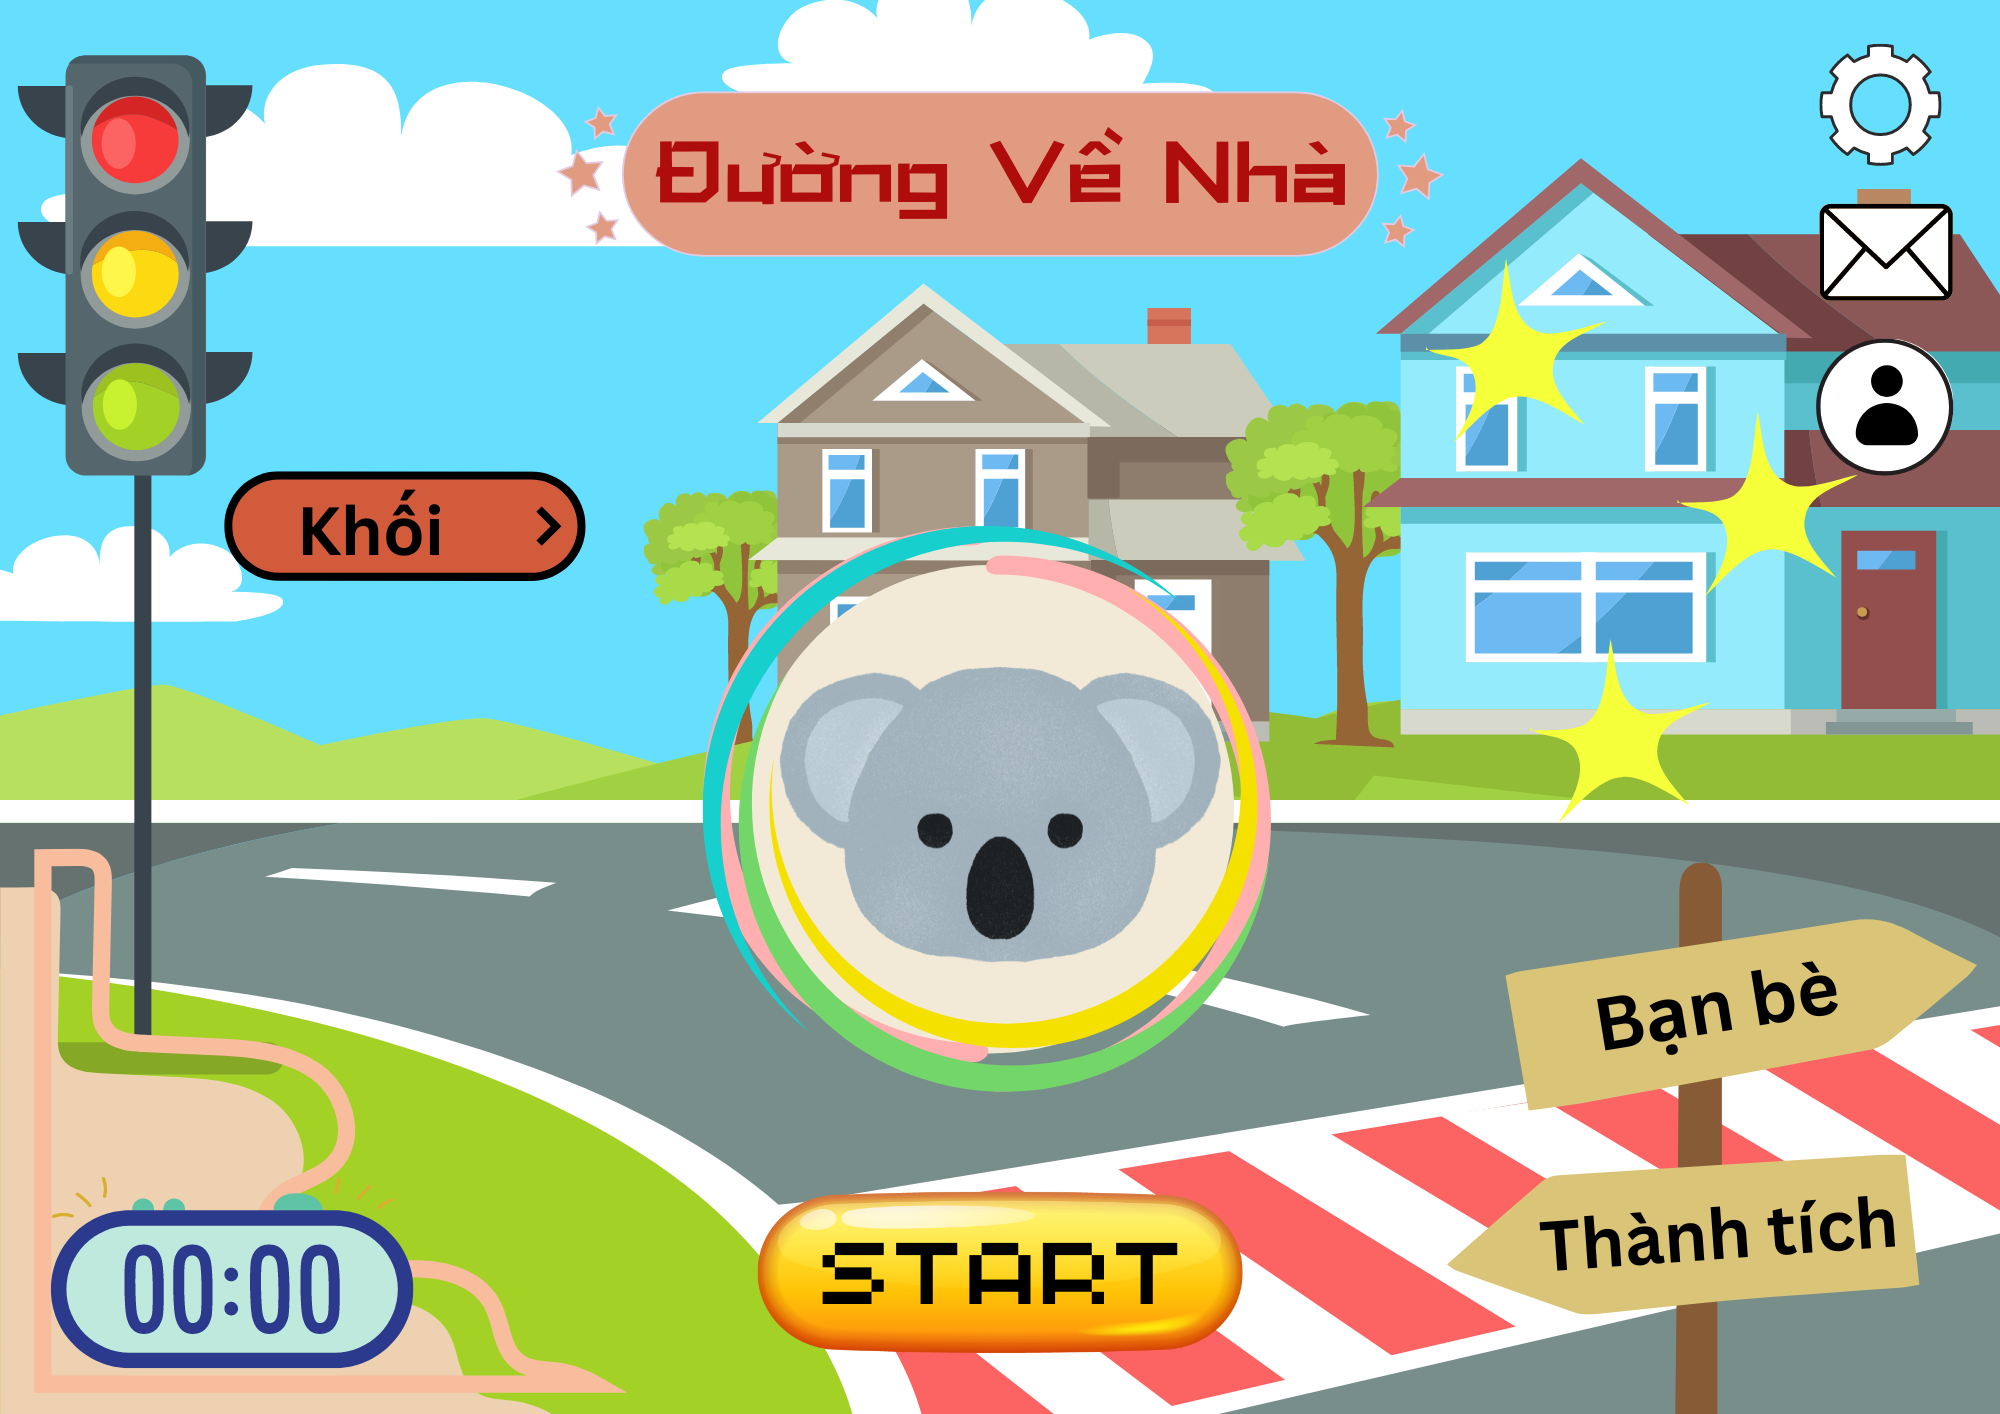 Đường Về Nhà
Khối
Bạn bè
Thành tích
00:00
START